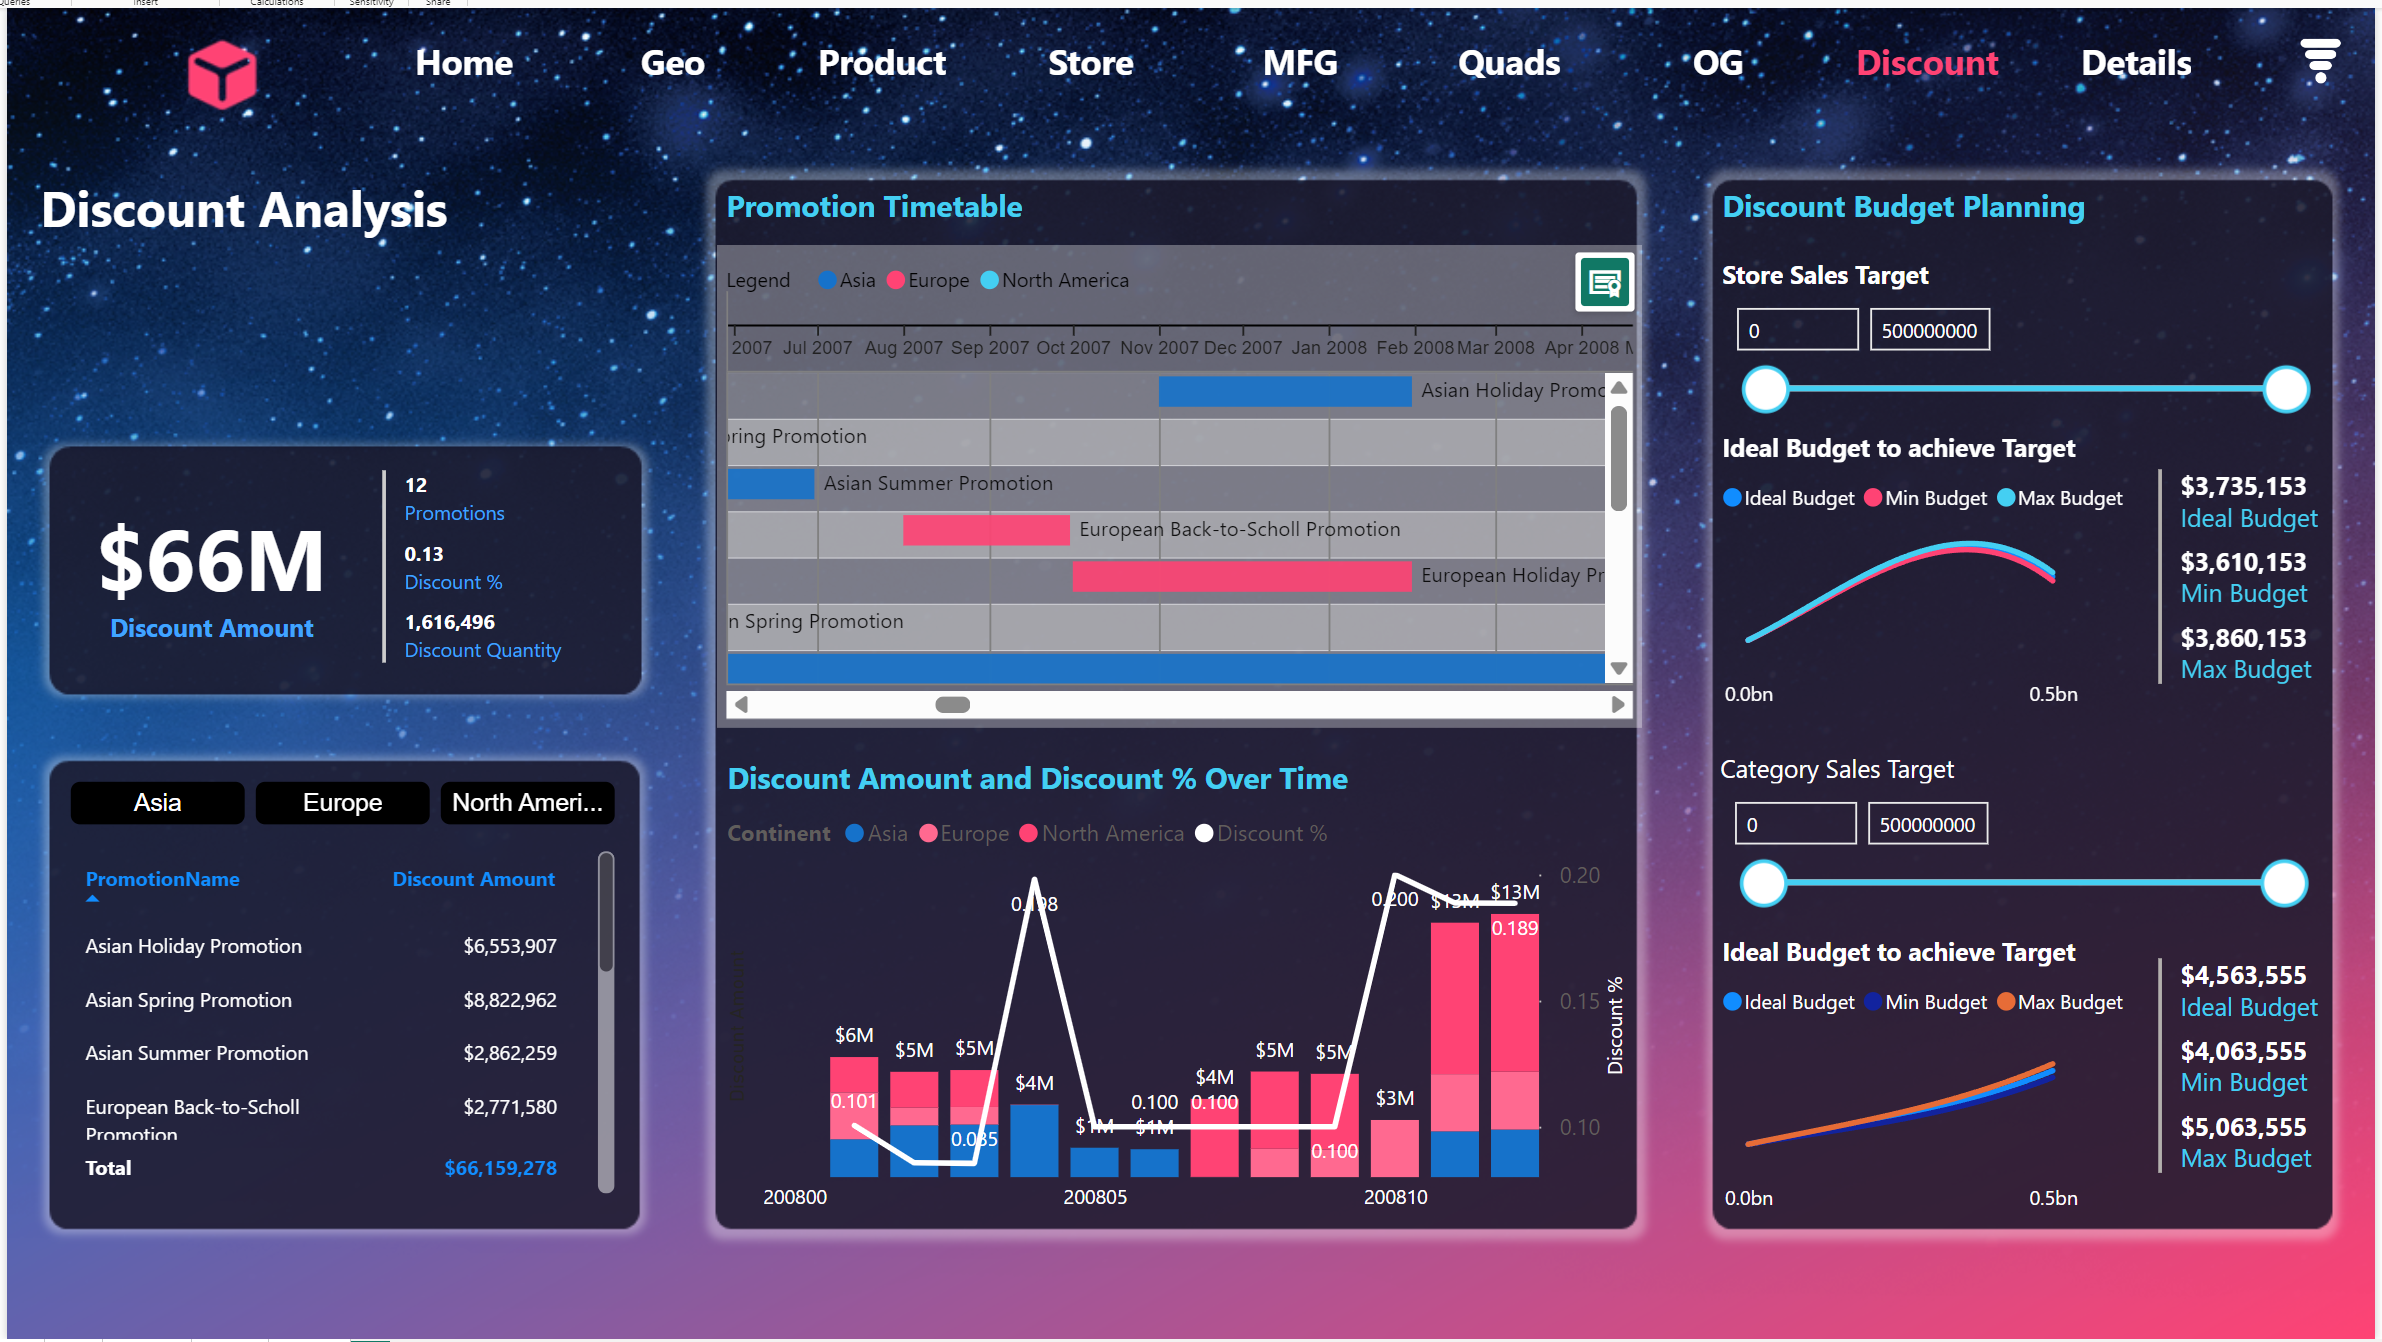 Queries Insert Calculations Sensitivity Share
Home Geo Product Store MFG Quads OG Discount Details
Discount Analysis
$66M
Discount Amount
12
Promotions
0.13
Discount %
1,616,496
Discount Quantity
Asia Europe North Ameri...
PromotionName Discount Amount
Asian Holiday Promotion $6,553,907
Asian Spring Promotion $8,822,962
Asian Summer Promotion $2,862,259
European Back-to-Scholl $2,771,580
Promotion
Total $66,159,278
Promotion Timetable
Legend Asia Europe North America
2007 Jul 2007 Aug 2007 Sep 2007 Oct 2007 Nov 2007 Dec 2007 Jan 2008 Feb 2008 Mar 2008 Apr 2008
Asian Holiday Promo
ring Promotion
Asian Summer Promotion
European Back-to-Scholl Promotion
European Holiday Pr
n Spring Promotion
Discount Amount and Discount % Over Time
Continent Asia Europe North America Discount %
0.20
0.15
0.10
Discount %
0.198
0.200 $13M $13M
0.189
$6M $5M $5M $4M $1M $1M $4M $5M $5M $3M
0.101 0.085 0.100 0.100 0.100
200800 200805 200810
Discount Budget Planning
Store Sales Target
0 500000000
Ideal Budget to achieve Target
Ideal Budget Min Budget Max Budget
0.0bn 0.5bn
$3,735,153
Ideal Budget
$3,610,153
Min Budget
$3,860,153
Max Budget
Category Sales Target
0 500000000
Ideal Budget to achieve Target
Ideal Budget Min Budget Max Budget
0.0bn 0.5bn
$4,563,555
Ideal Budget
$4,063,555
Min Budget
$5,063,555
Max Budget